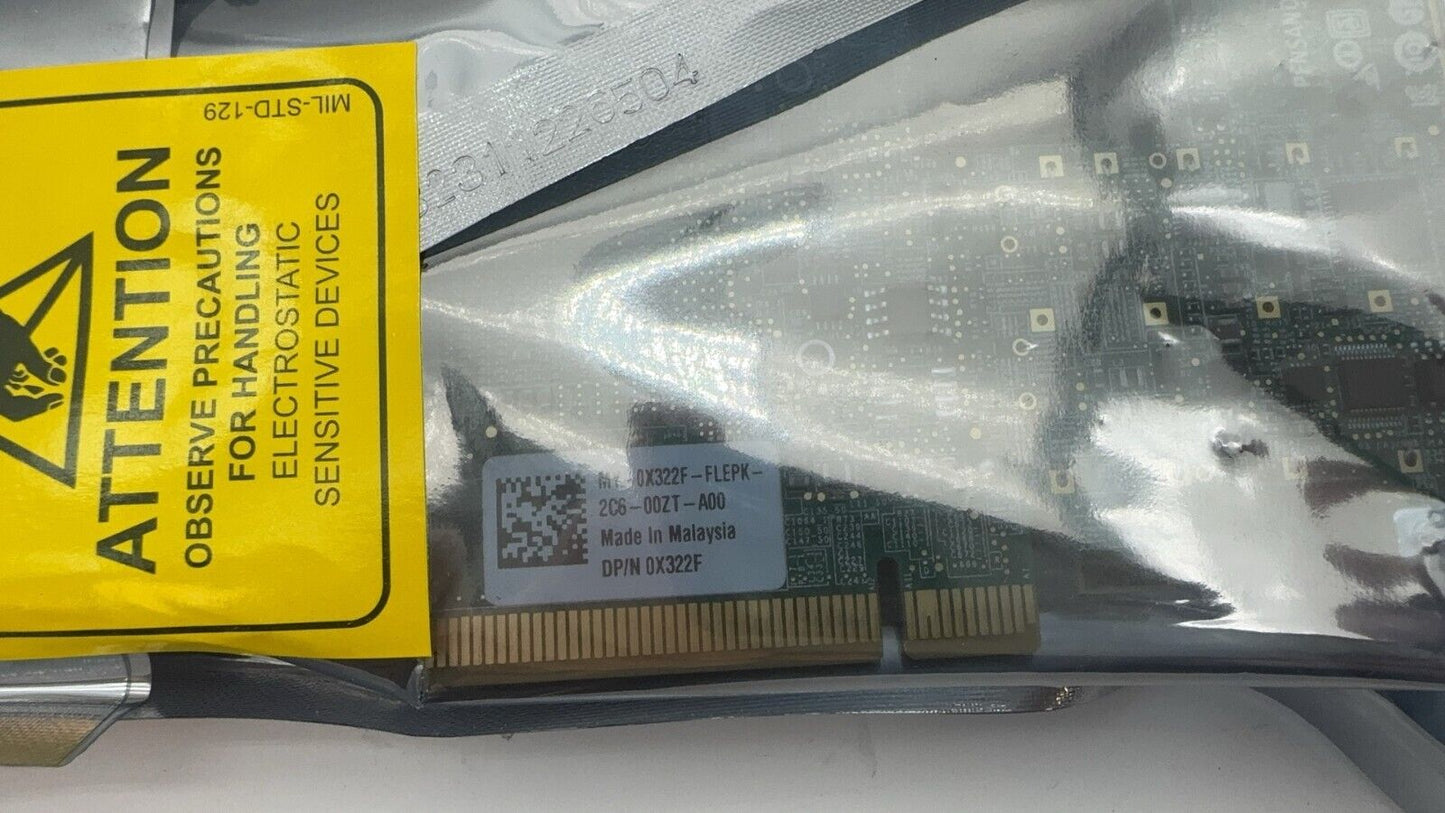 MIL-STD-129
ATTENTION
OBSERVE PRECAUTIONS
FOR HANDLING
ELECTROSTATIC
SENSITIVE DEVICES
MY 0X322F-FLEPK-
2C6-00ZT-A00
Made In Malaysia
DP/N 0X322F